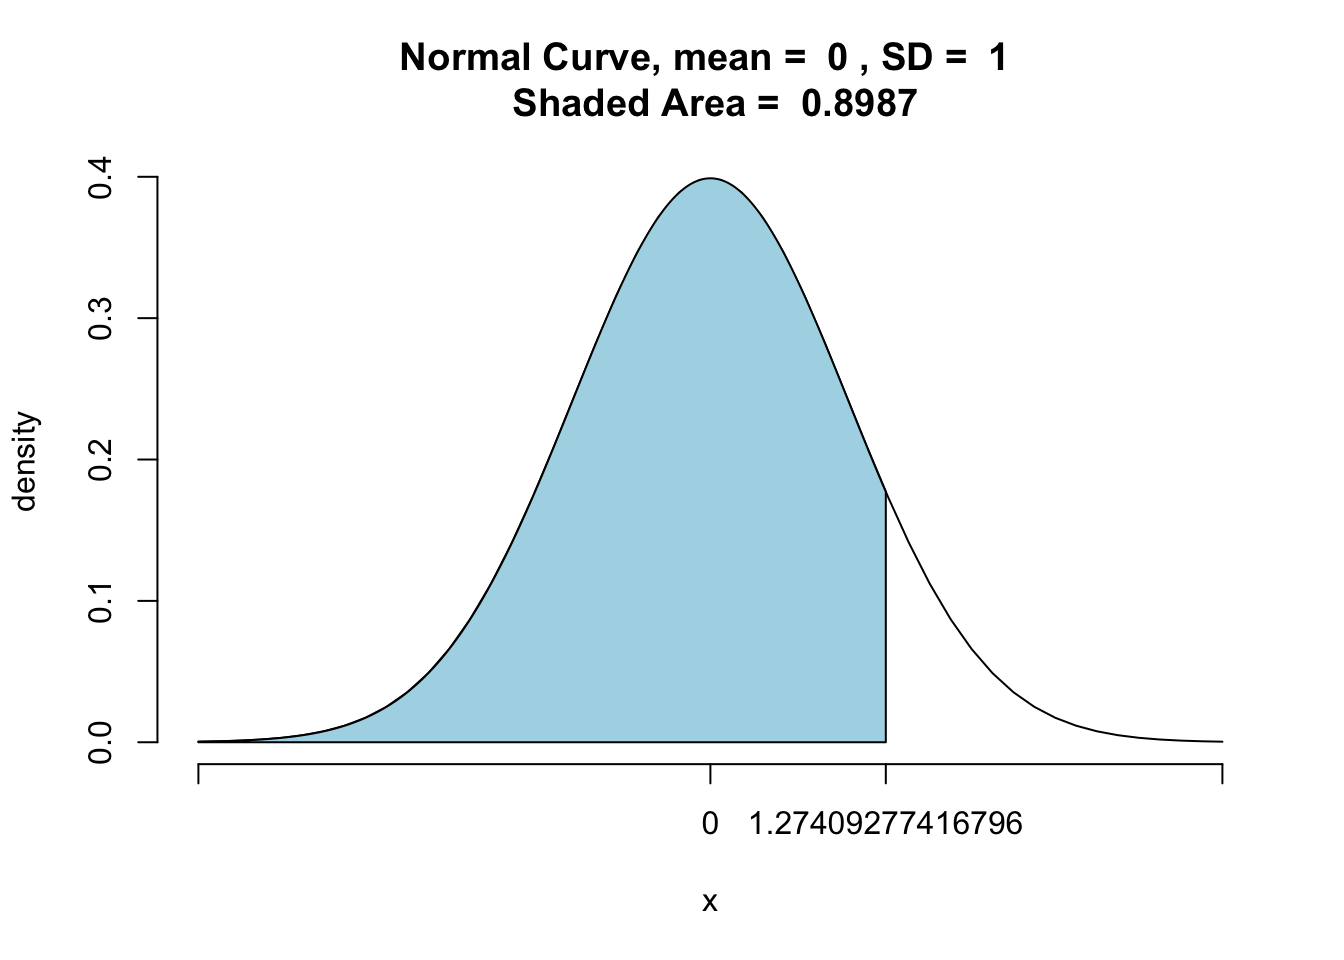 Normal Curve, mean =  0 , SD =  1
Shaded Area =  0.8987
density
0.4
0.3
0.2
0.1
0.0
0 1.27409277416796
x